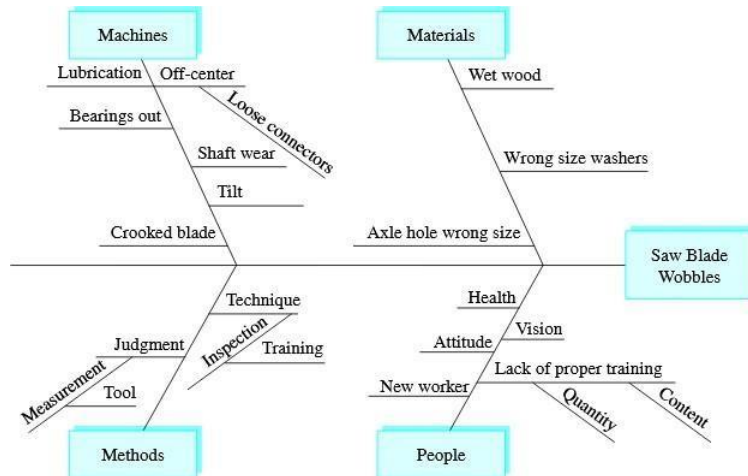 Machines
Materials
Lubrication
Off-center
Wet wood
Bearings out
Loose connectors
Shaft wear
Wrong size washers
Tilt
Crooked blade
Axle hole wrong size
Saw Blade
Wobbles
Technique
Health
Judgment
Inspection
Vision
Training
Attitude
Measurement
Tool
New worker
Lack of proper training
Quantity
Content
Methods
People